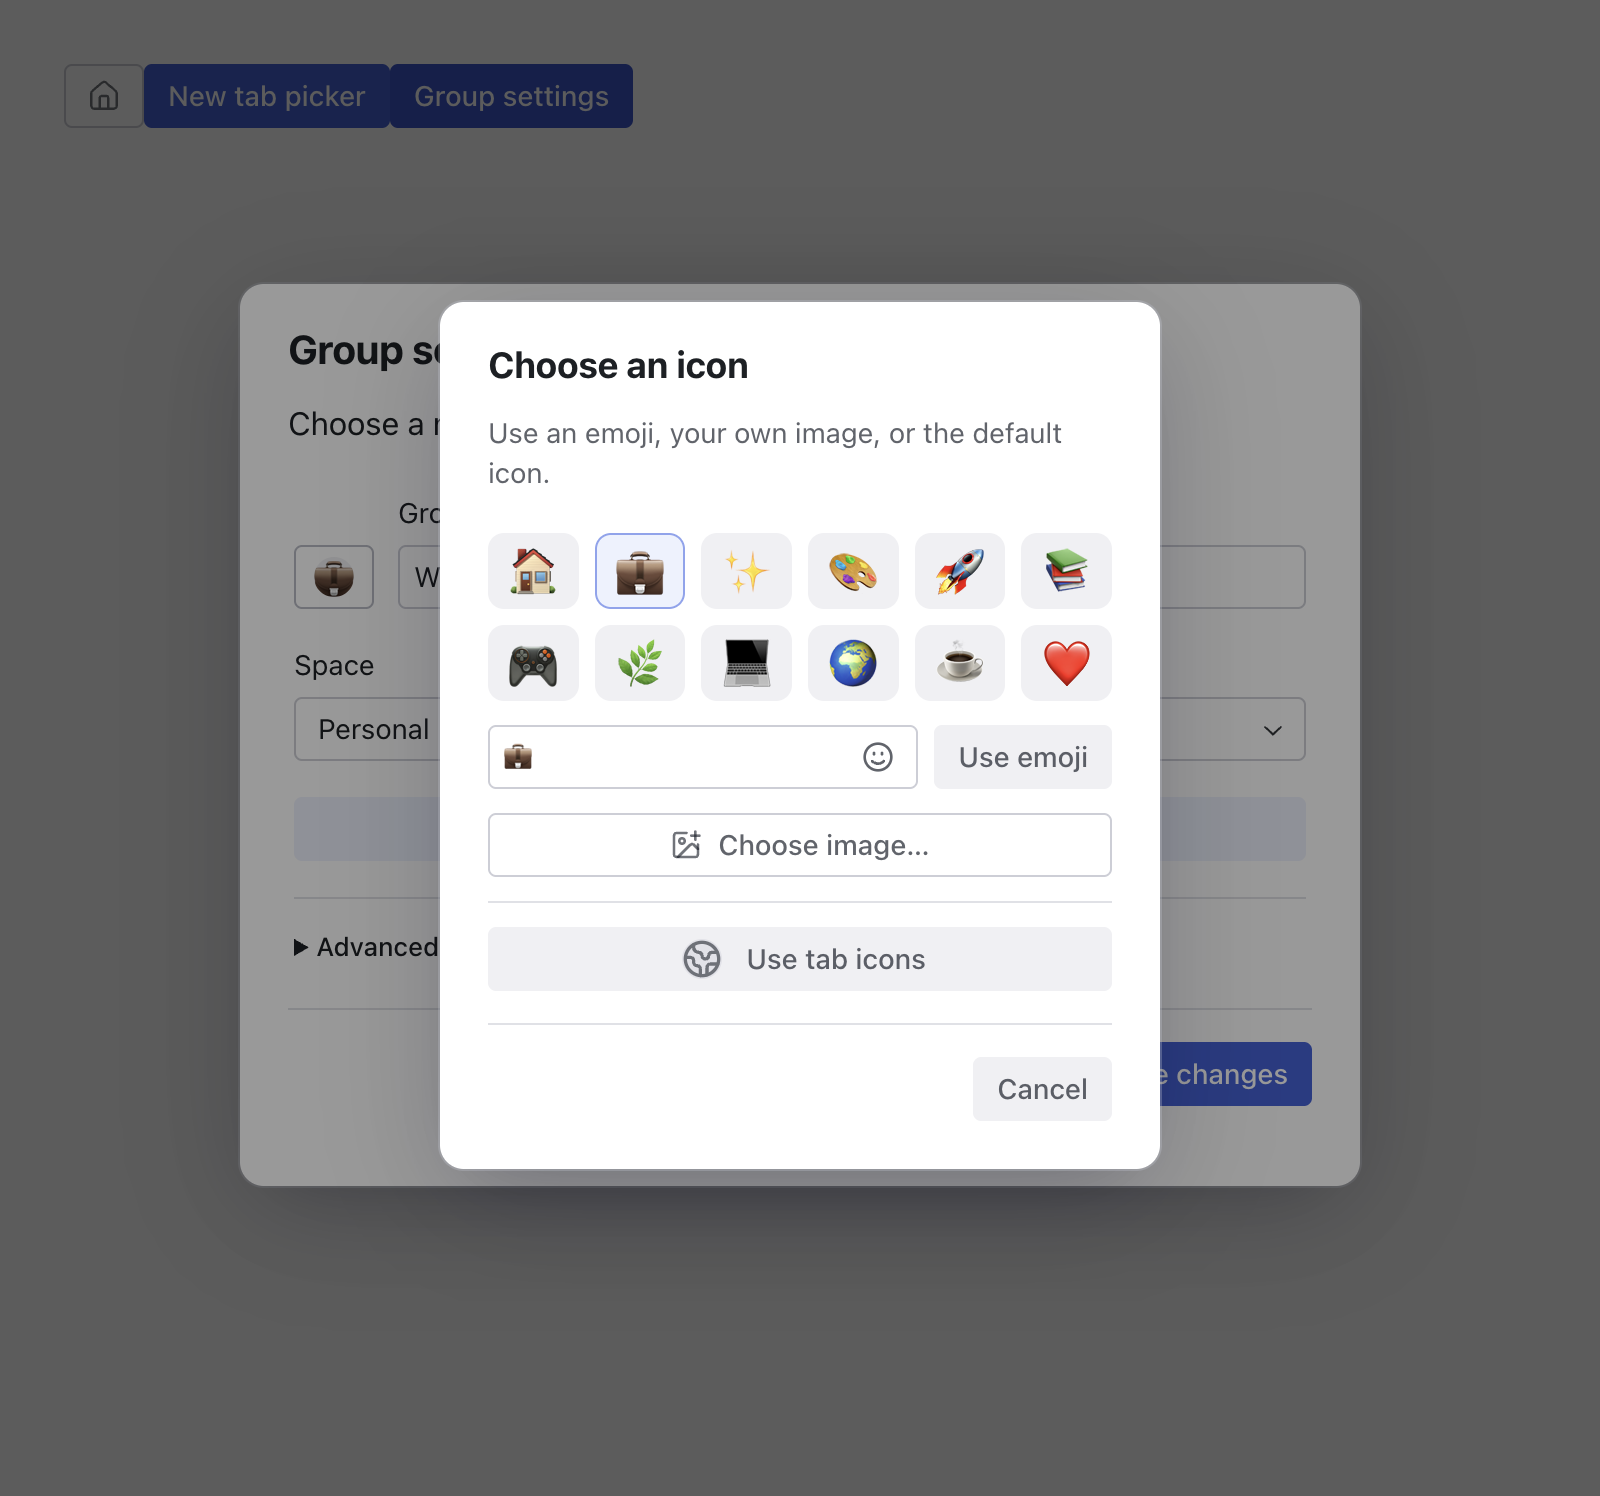 New tab picker
Group settings
Choose an icon
Use an emoji, your own image, or the default
icon.
Use emoji
Choose image...
Use tab icons
Cancel
Group
Choose a
Space
Personal
Advanced
changes